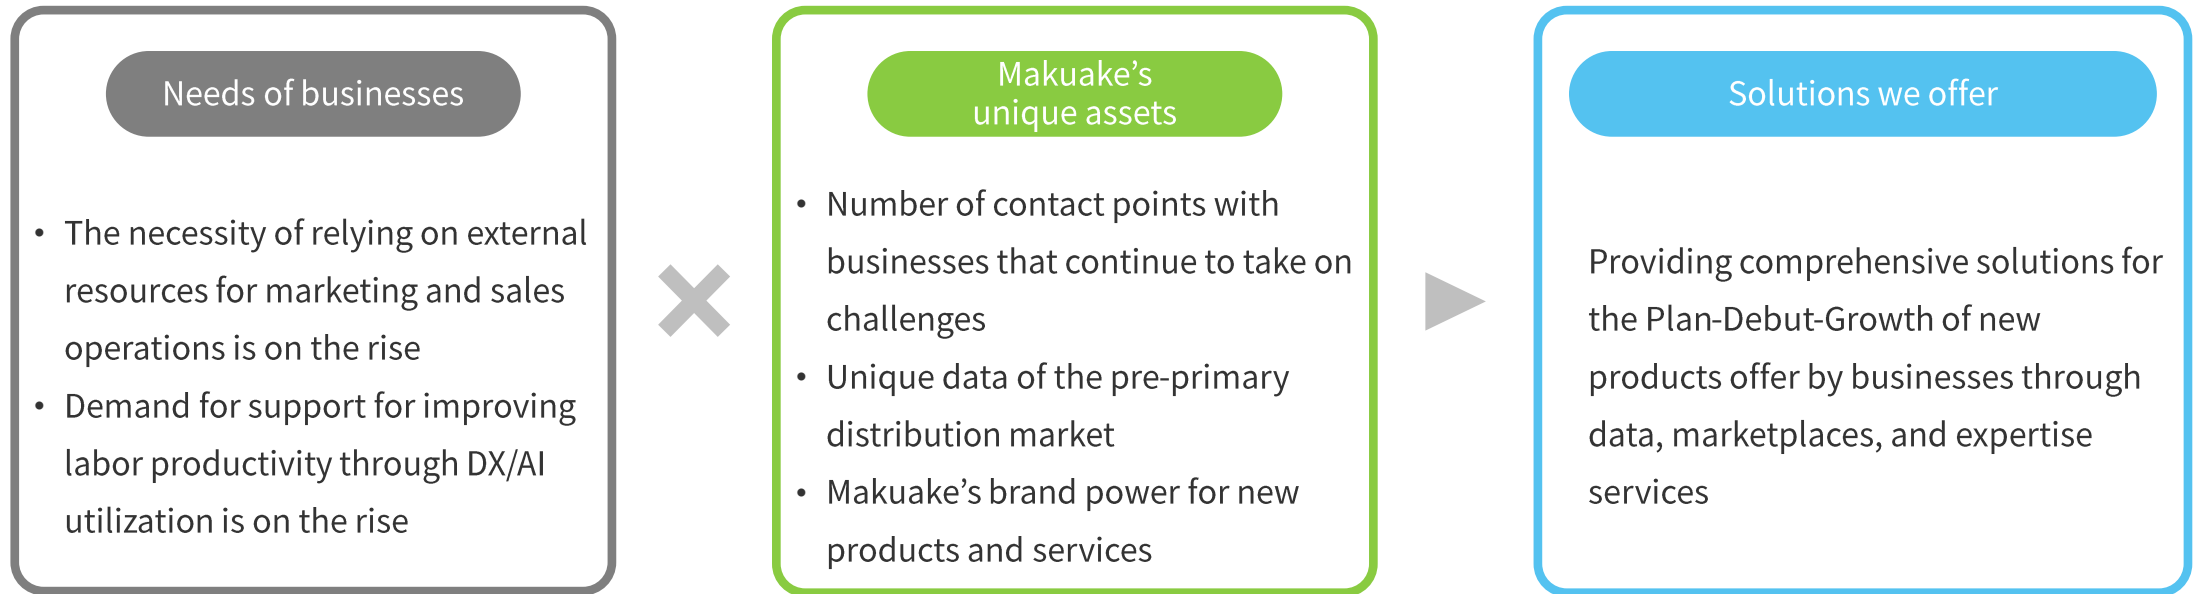 Needs of businesses
• The necessity of relying on external
resources for marketing and sales
operations is on the rise
• Demand for support for improving
labor productivity through DX/AI
utilization is on the rise
Makuake’s
unique assets
• Number of contact points with
businesses that continue to take on
challenges
• Unique data of the pre-primary
distribution market
• Makuake’s brand power for new
products and services
Solutions we offer
Providing comprehensive solutions for
the Plan-Debut-Growth of new
products offer by businesses through
data, marketplaces, and expertise
services